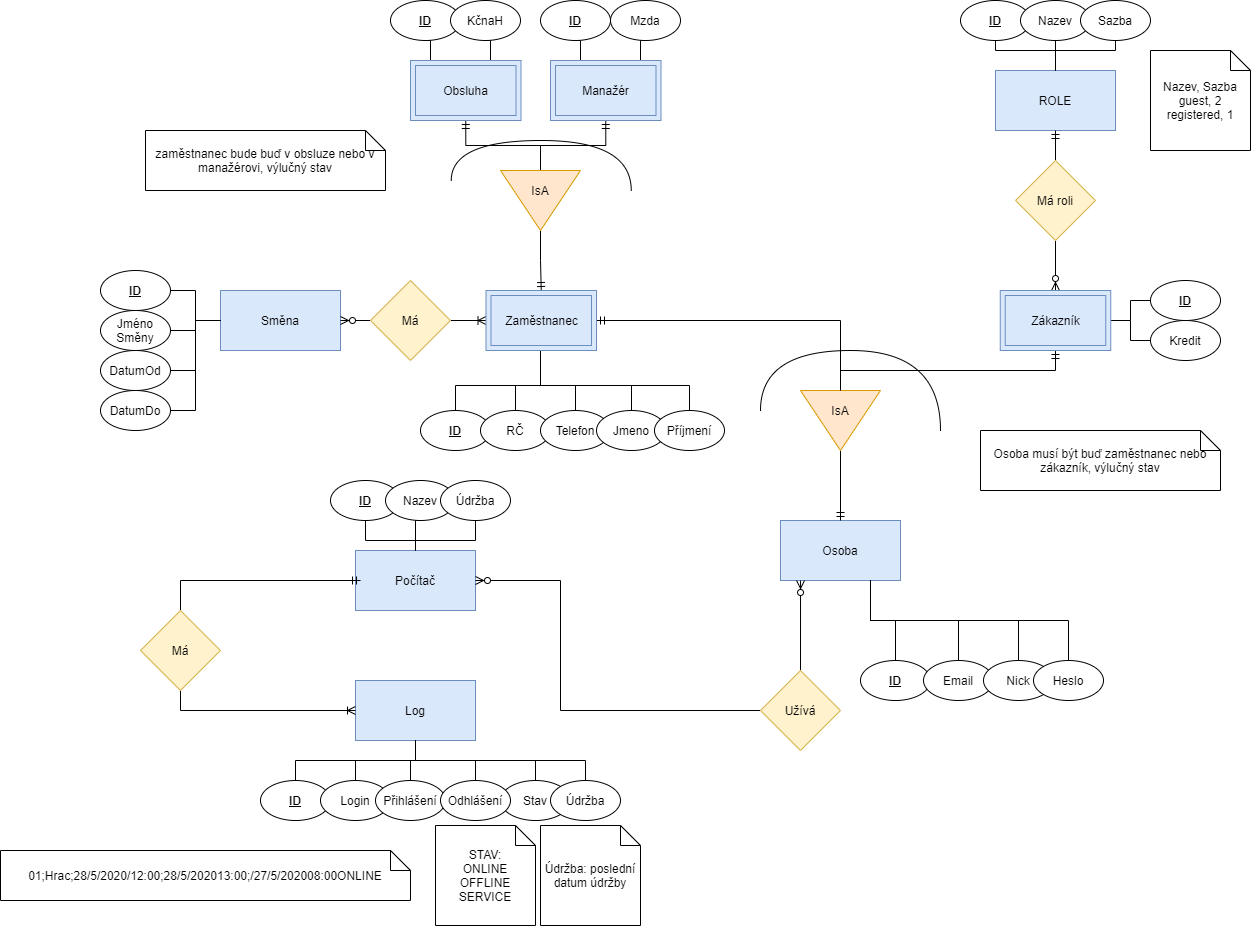 ID
KčnaH
ID
Mzda
ID
Nazev
Sazba
Obsluha
Manažér
ROLE
Nazev, Sazba
guest, 2
registered, 1
zaměstnanec bude buď v obsluze nebo v
manažérovi, výlučný stav
IsA
Má roli
ID
Jméno
Směny
DatumOd
DatumDo
Směna
Má
Zaměstnanec
Zákazník
ID
Kredit
ID
RČ
Telefon
Jmeno
Příjmení
IsA
Osoba musí být buď zaměstnanec nebo
zákazník, výlučný stav
ID
Nazev
Údržba
Počítač
Osoba
Má
ID
Email
Nick
Heslo
Log
Užívá
ID
Login
Přihlášení
Odhlášení
Stav
Údržba
01;Hrac;28/5/2020/12:00;28/5/202013:00;/27/5/202008:00ONLINE
STAV:
ONLINE
OFFLINE
SERVICE
Údržba: poslední
datum údržby